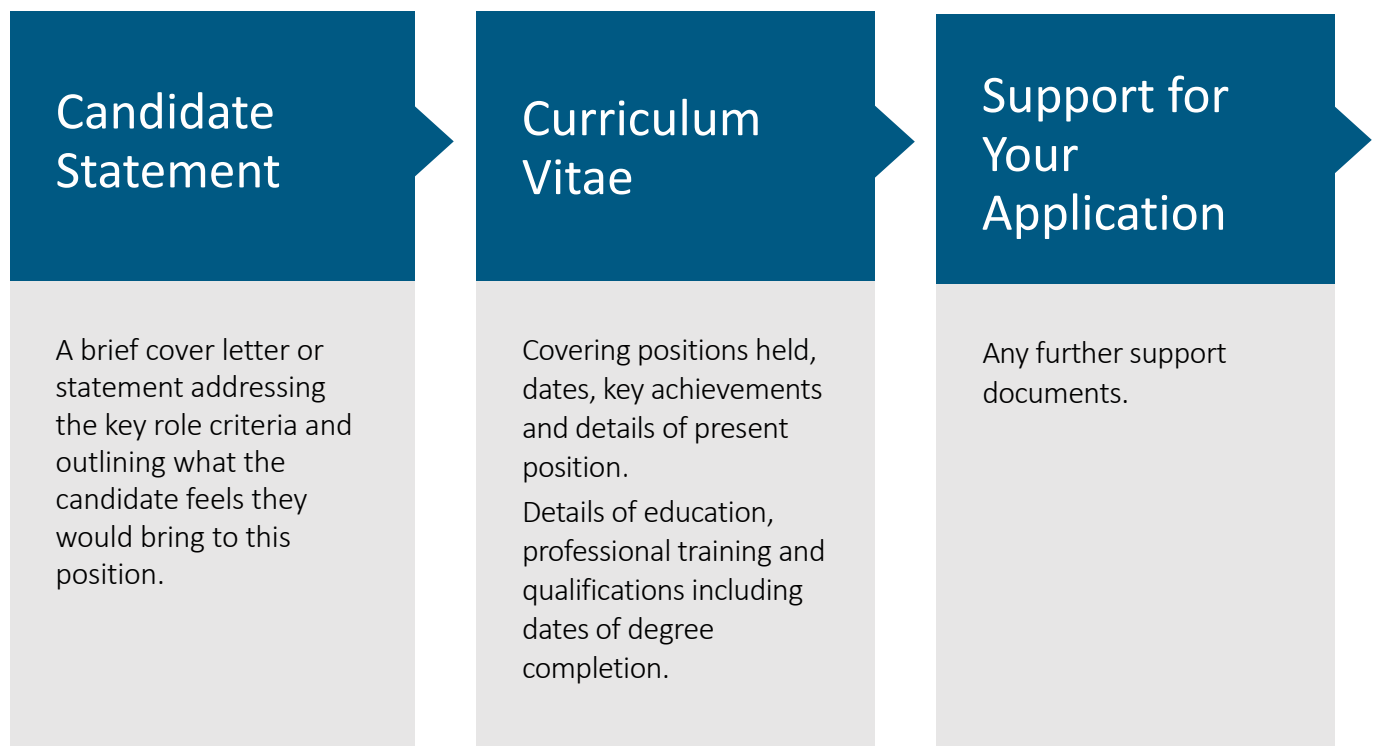 Candidate
Statement
A brief cover letter or
statement addressing
the key role criteria and
outlining what the
candidate feels they
would bring to this
position.
Curriculum
Vitae
Covering positions held,
dates, key achievements
and details of present
position.
Details of education,
professional training and
qualifications including
dates of degree
completion.
Support for
Your
Application
Any further support
documents.